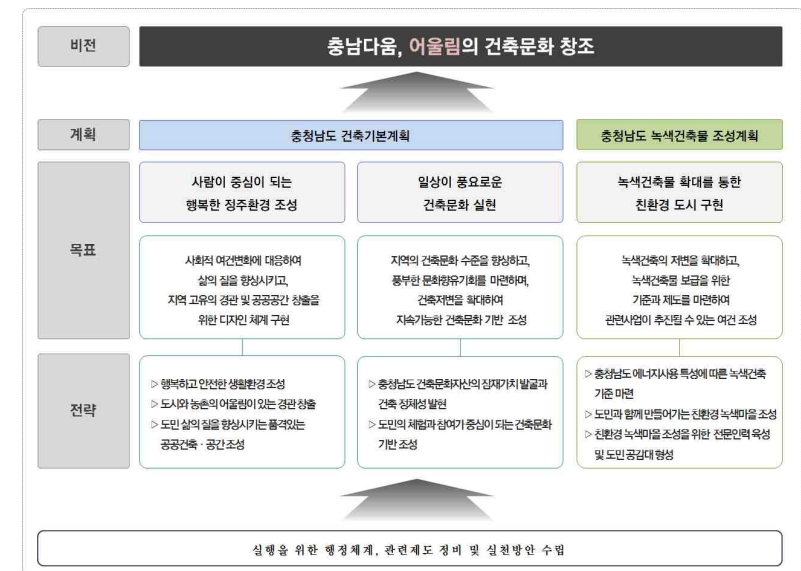 비전
충남다움, 어울림의 건축문화 창조
계획
충청남도 건축기본계획
충청남도 녹색건축물 조성계획
목표
사람이 중심이 되는
행복한 정주환경 조성
일상이 풍요로운
건축문화 실현
녹색건축물 확대를 통한
친환경 도시 구현
사회적 여건변화에 대응하여
삶의 질을 향상시키고,
지역 고유의 경관 및 공공공간 창출을
위한 디자인 체계 구현
지역의 건축문화 수준을 향상하고,
풍부한 문화향유기회를 마련하며,
건축저변을 확대하여
지속가능한 건축문화 기반 조성
녹색건축의 저변을 확대하고,
녹색건축물 보급을 위한
기준과 제도를 마련하여
관련사업이 추진될 수 있는 여건 조성
전략
▷ 행복하고 안전한 생활환경 조성
▷ 도시와 농촌의 어울림이 있는 경관 창출
▷ 도민 삶의 질을 향상시키는 품격있는
공공건축 · 공간 조성
▷ 충청남도 건축문화자산의 잠재가치 발굴과
건축 정체성 발현
▷ 도민의 체험과 참여가 중심이 되는 건축문화
기반 조성
▷ 충청남도 에너지사용 특성에 따른 녹색건축
기준 마련
▷ 도민과 함께 만들어가는 친환경 녹색마을 조성
▷ 친환경 녹색마을 조성을 위한 전문인력 육성
및 도민 공감대 형성
실행을 위한 행정체계, 관련제도 정비 및 실천방안 수립